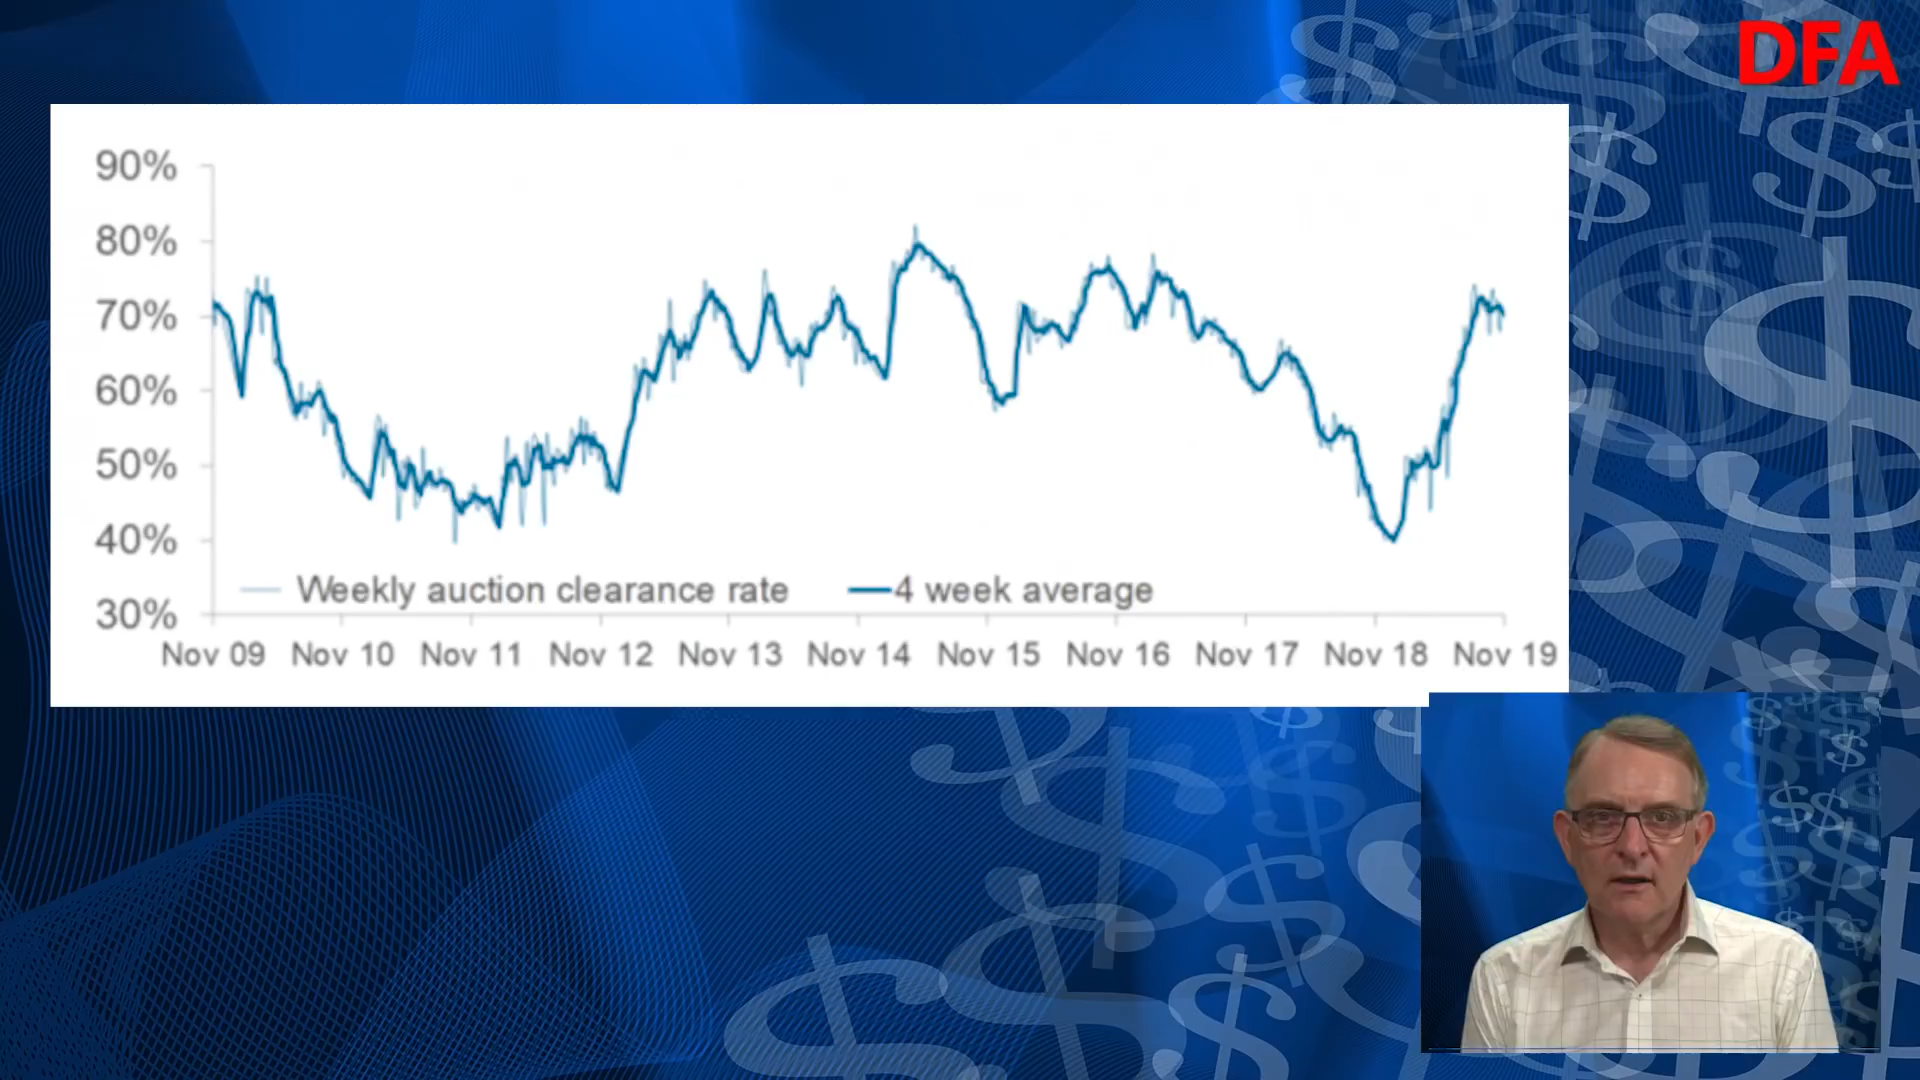 DFA
90%
80%
70%
60%
50%
40%
30%
Weekly auction clearance rate
4 week average
Nov 09 Nov 10 Nov 11 Nov 12 Nov 13 Nov 14 Nov 15 Nov 16 Nov 17 Nov 18 Nov 19